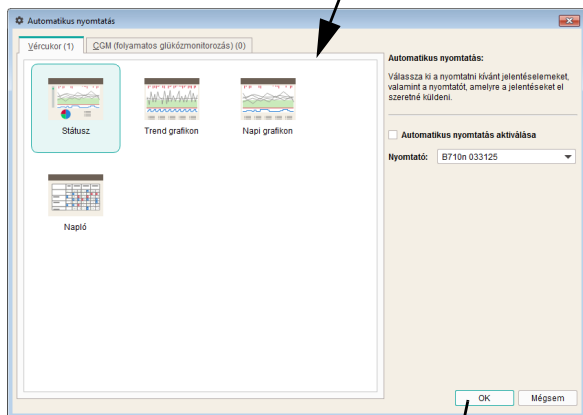 Automatikus nyomtatás
Vércukor (1)
CGM (folyamatos glükózmonitorozás) (0)
Státusz
Trend grafikon
Napi grafikon
Napló
Automatikus nyomtatás:
Válassza ki a nyomtatni kívánt jelentéselemeket,
valamint a nyomtatót, amelyre a jelentéseket el
szeretné küldeni.
Automatikus nyomtatás aktiválása
Nyomtató:
B710n 033125
OK
Mégsem